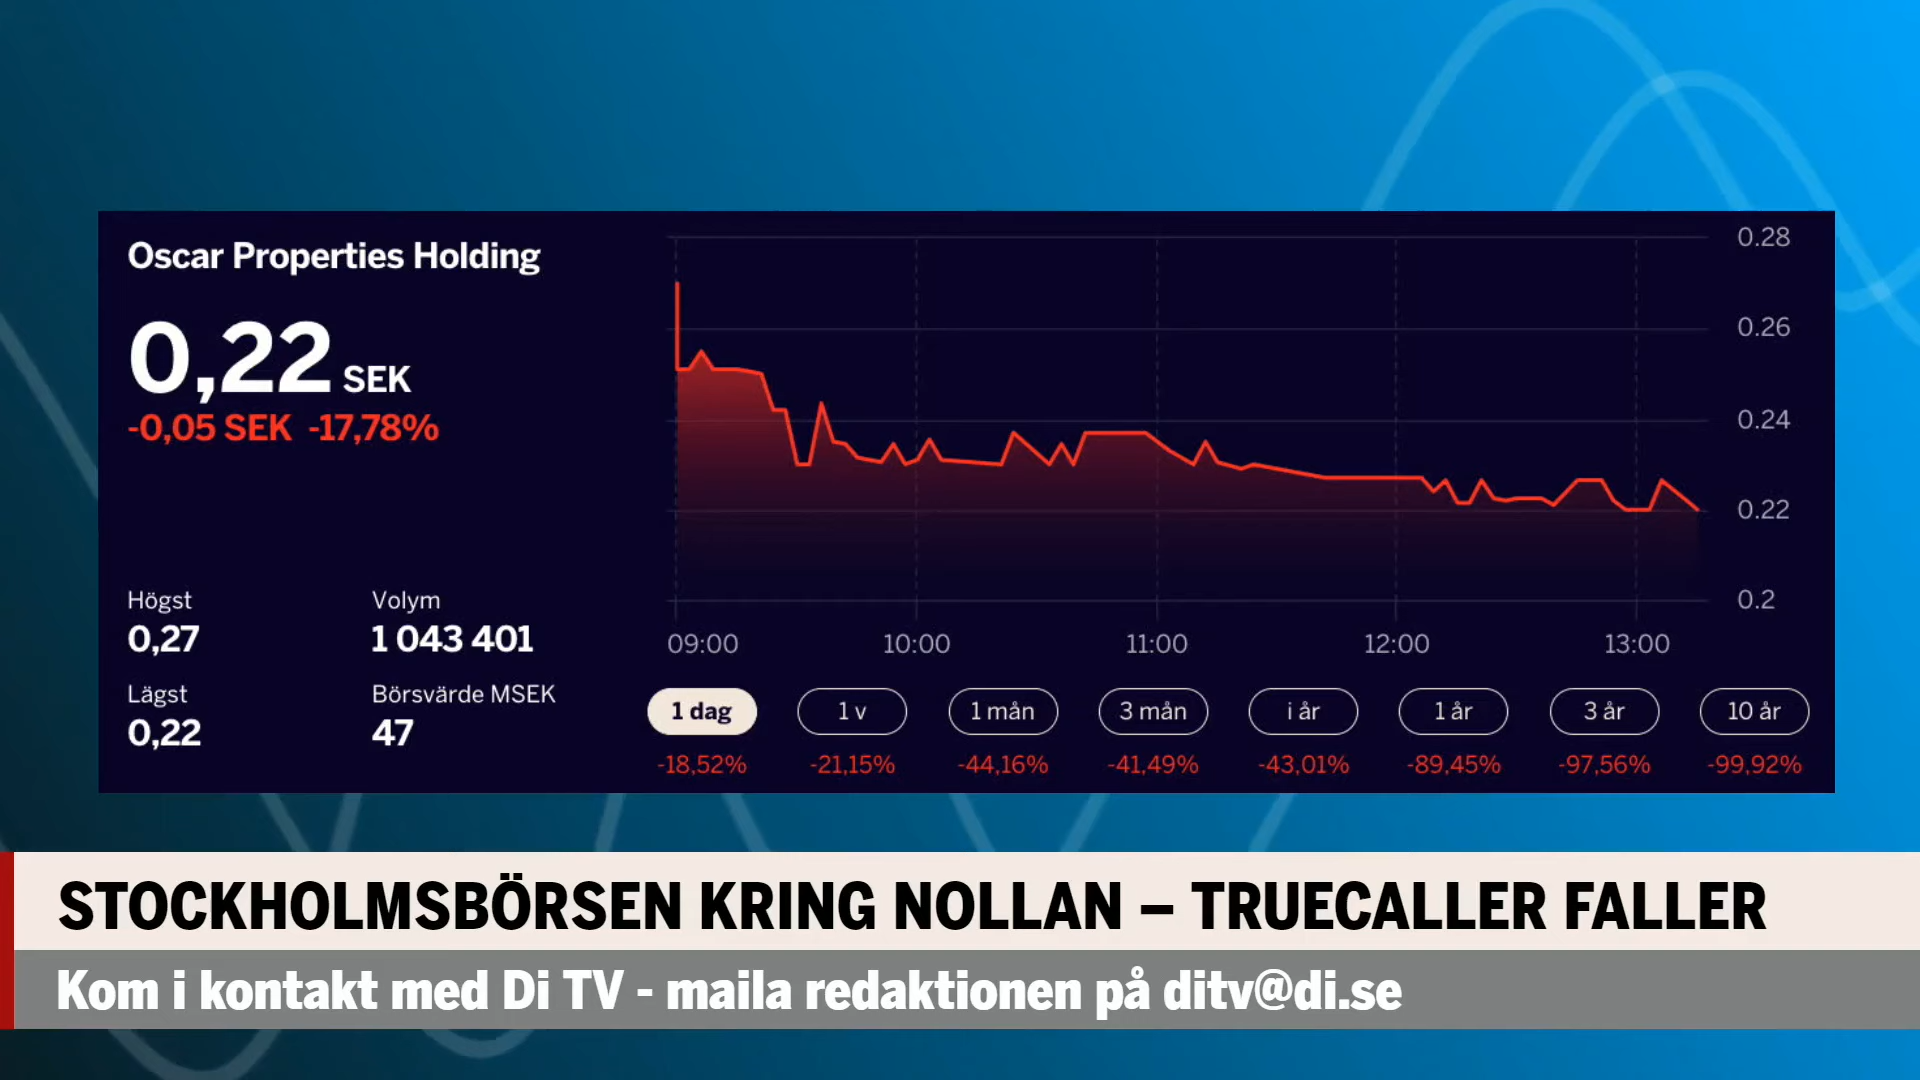 Oscar Properties Holding
0,22 SEK
-0,05 SEK -17,78%
Högst
0,27
Volym
1 043 401
Lägst
0,22
Börsvärde MSEK
47
0.28
0.26
0.24
0.22
0.2
09:00 10:00 11:00 12:00 13:00
1 dag 1 v 1 mån 3 mån i år 1 år 3 år 10 år
-18,52% -21,15% -44,16% -41,49% -43,01% -89,45% -97,56% -99,92%
STOCKHOLMSBÖRSEN KRING NOLLAN – TRUECALLER FALLER
Kom i kontakt med Di TV - maila redaktionen på ditv@di.se